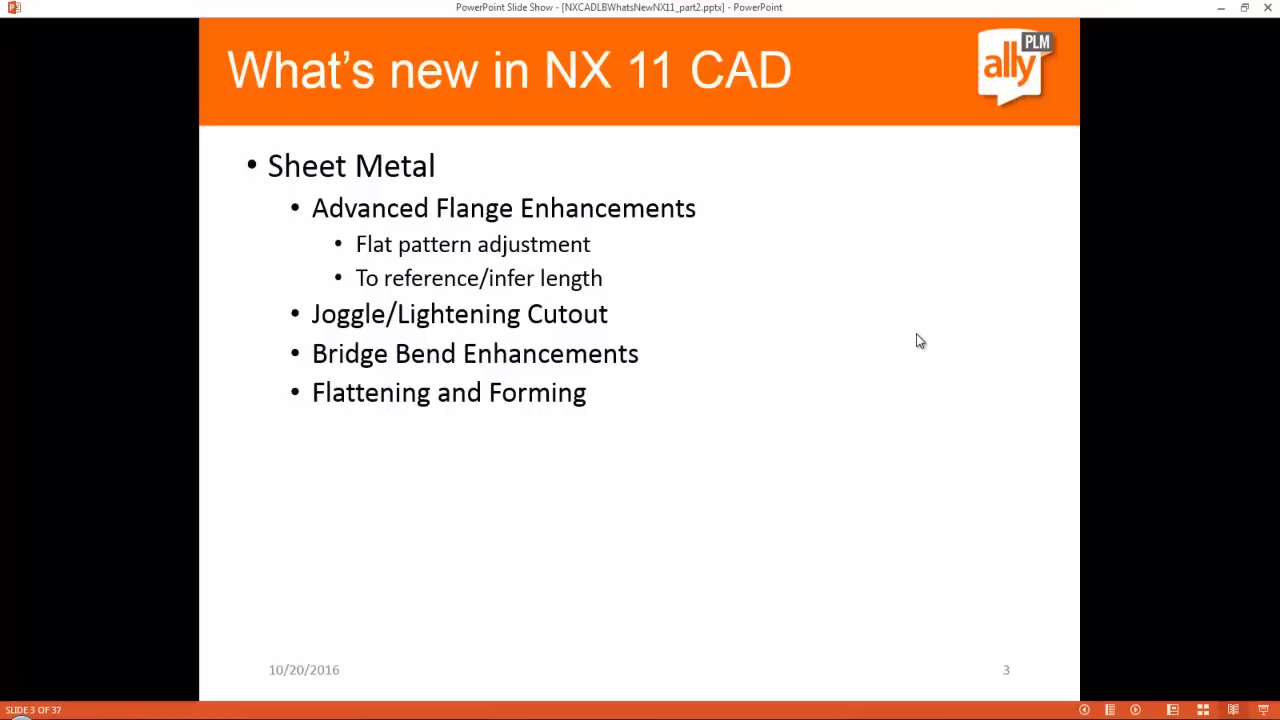 PowerPoint Slide Show - [NXCADLBWhatsNewNX11_part2.pptx] - PowerPoint
What's new in NX 11 CAD
PLM
ally
• Sheet Metal
• Advanced Flange Enhancements
• Flat pattern adjustment
• To reference/infer length
• Joggle/Lightening Cutout
• Bridge Bend Enhancements
• Flattening and Forming
10/20/2016
3
SLIDE 3 OF 37